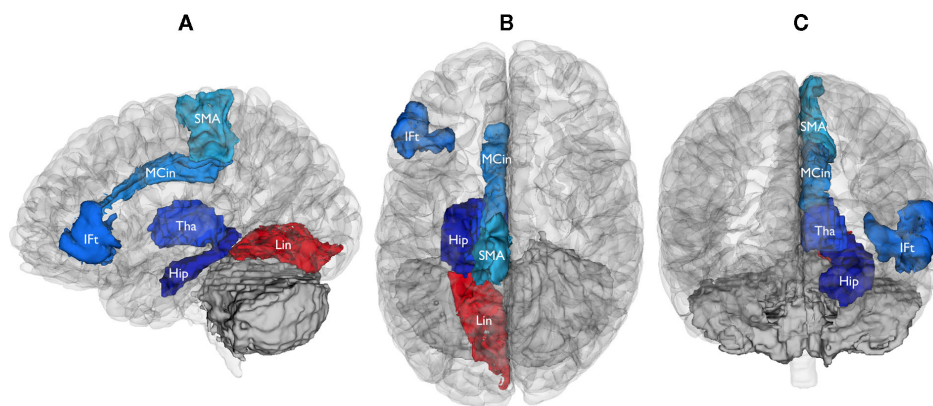 A
B
C
SMA
MCin
IFt
Tha
Lin
Hip
IFt
MCin
Hip
SMA
Lin
SMA
MCin
Tha
IFt
Hip